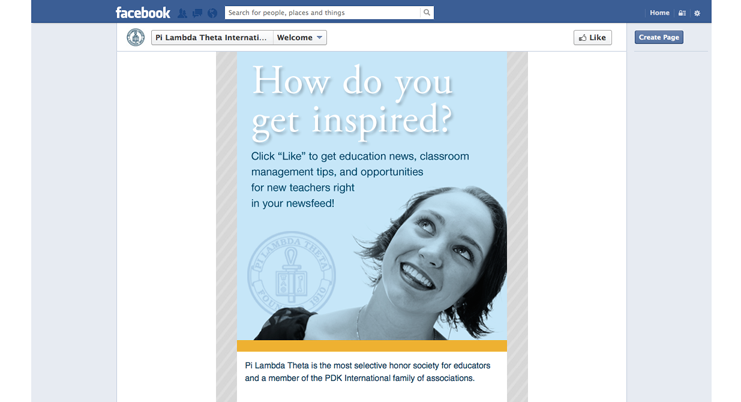 facebook
Search for people, places and things
Home
Pi Lambda Theta Internati...
Welcome
Like
Create Page
How do you
get inspired?
Click “Like” to get education news, classroom
management tips, and opportunities
for new teachers right
in your newsfeed!
PI LAMBDA THETA
Pi Lambda Theta is the most selective honor society for educators
and a member of the PDK International family of associations.